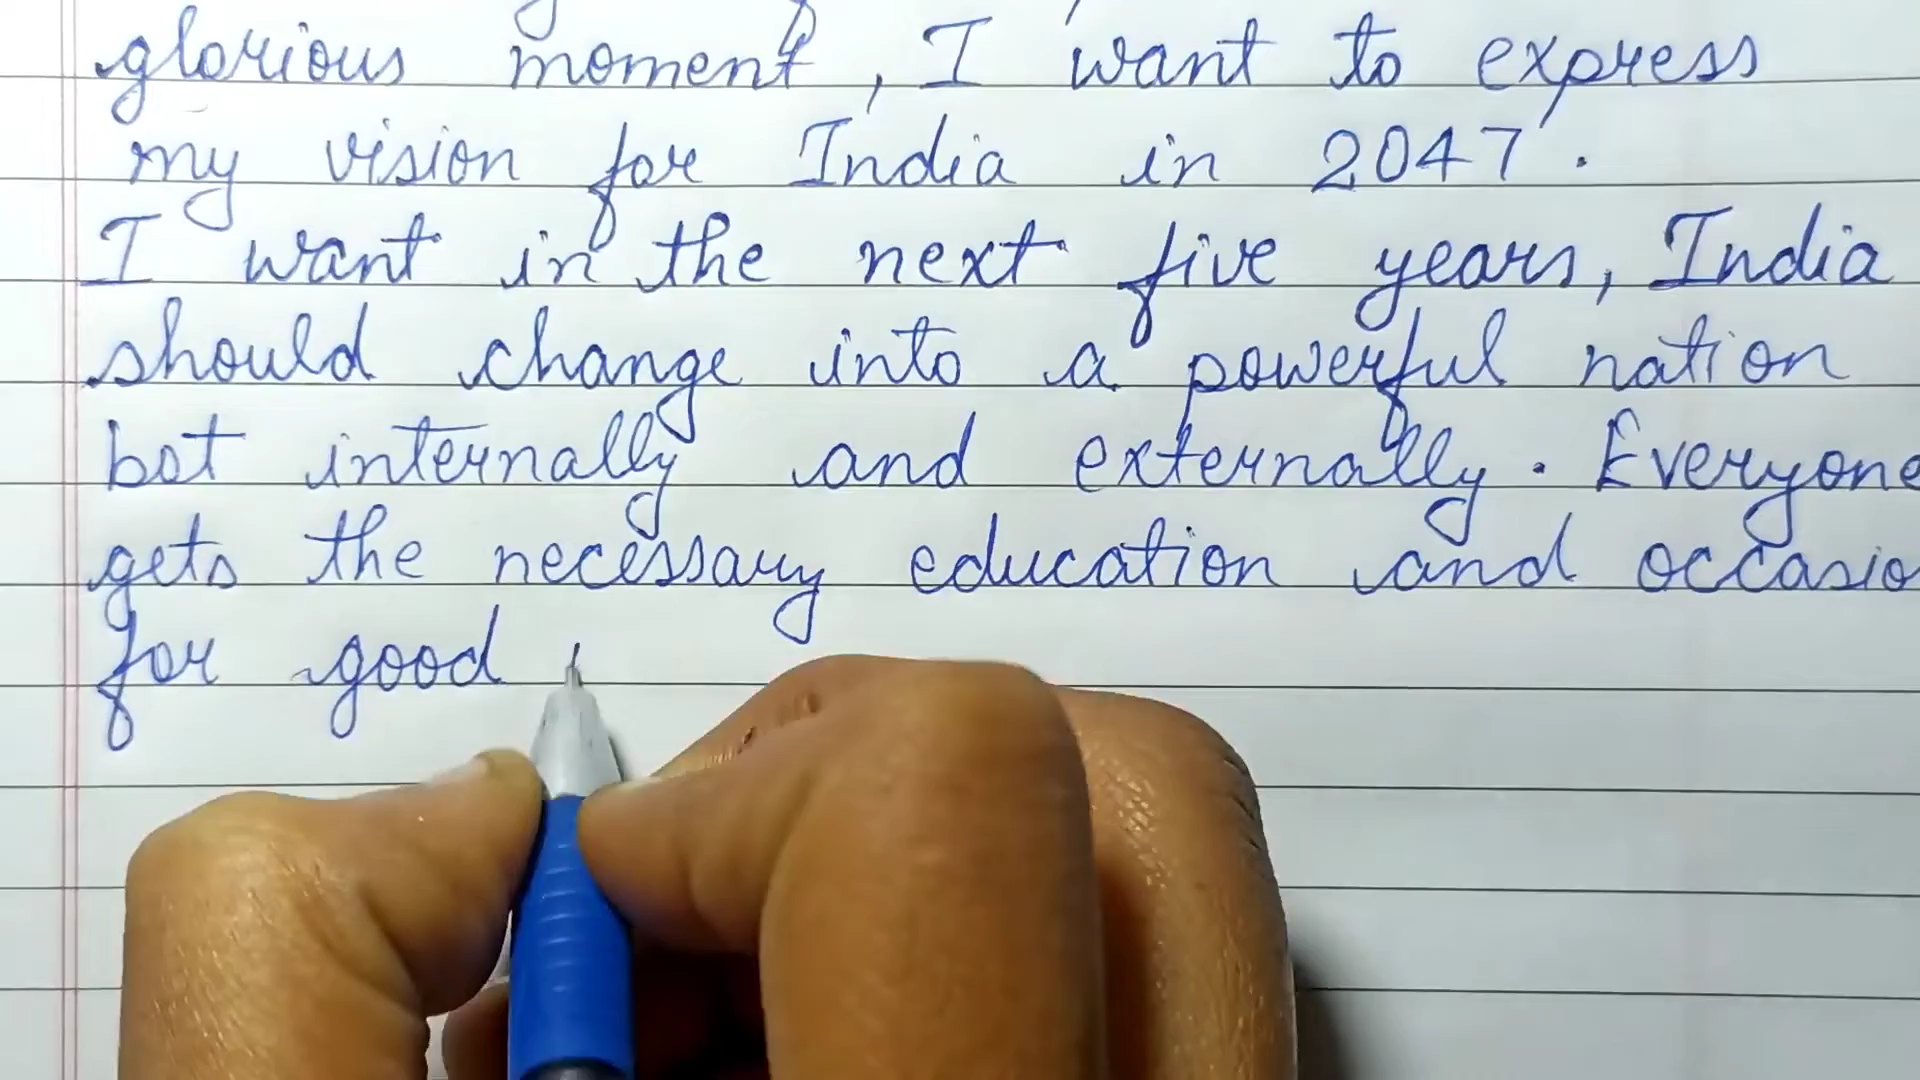 glorious moment, I want to express
my vision for India in 2047.
I want in the next five years, India
should change into a powerful nation
bot internally and externally. Everyone
gets the necessary education and occasio
for good